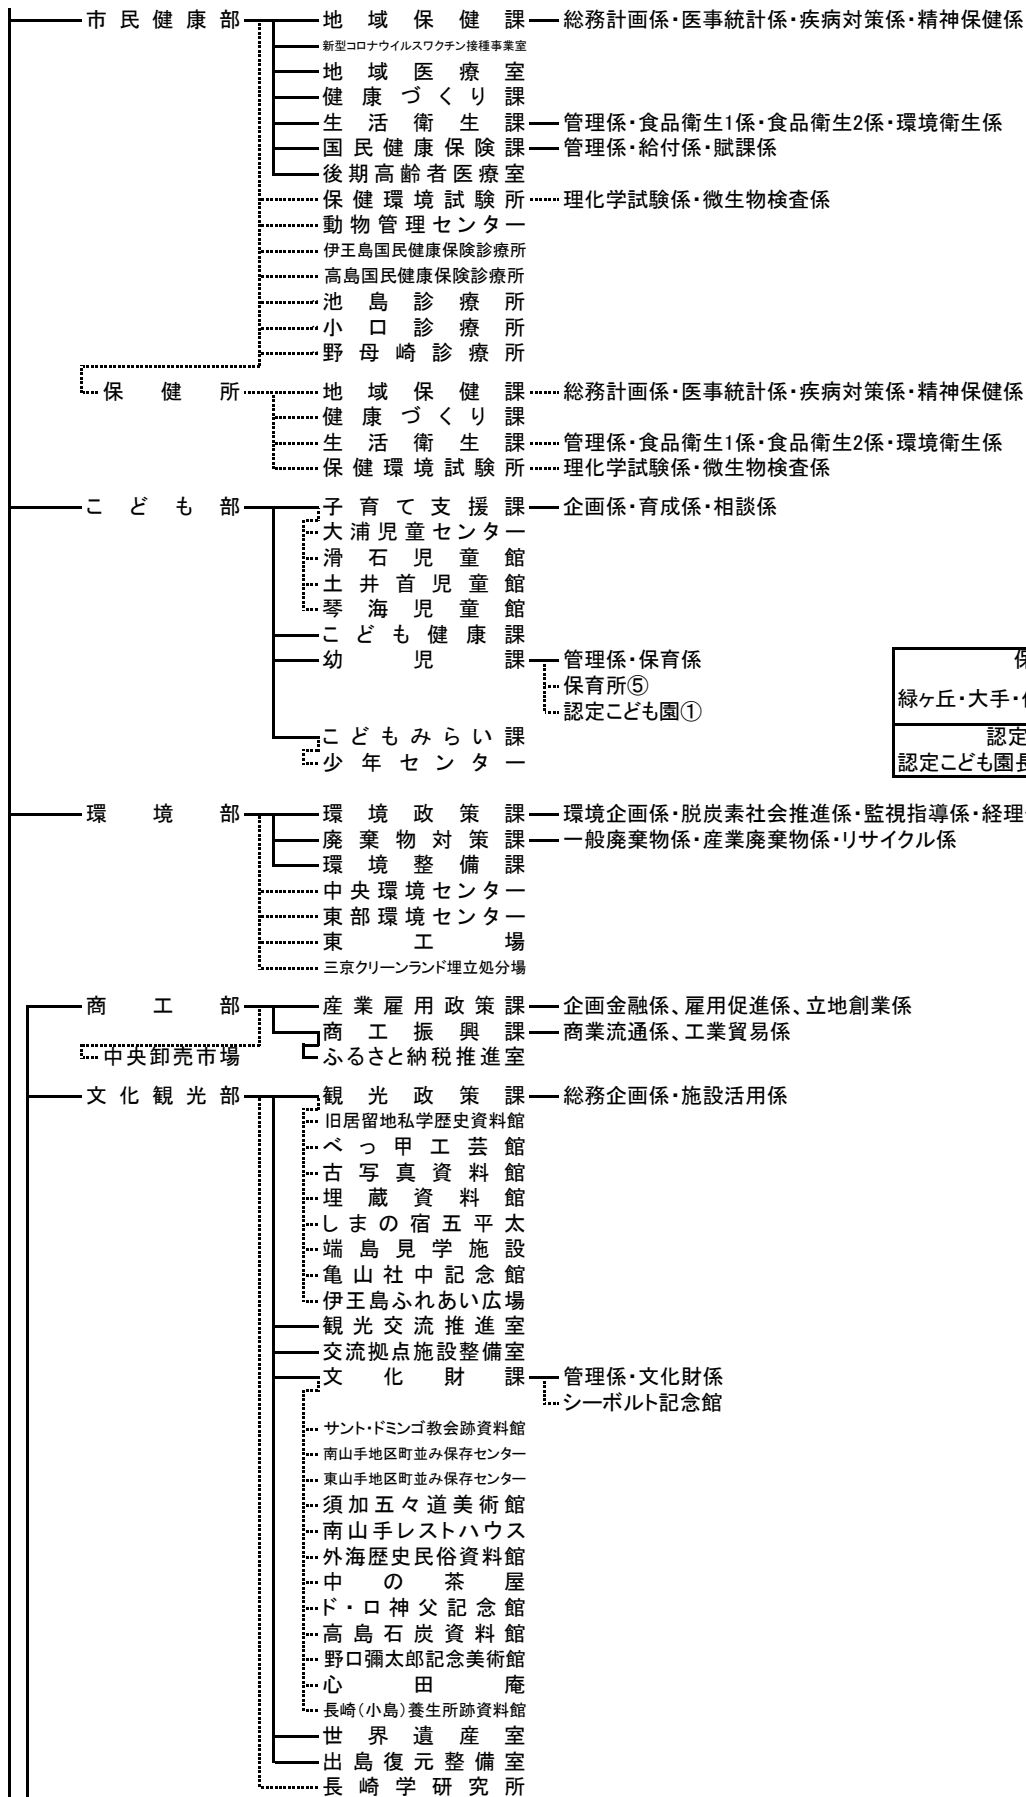 市民健康部 地域保健課 総務計画係・医事統計係・疾病対策係・精神保健係
新型コロナウイルスワクチン接種事業室
地域医療室
健康づくり課
生活衛生課 管理係・食品衛生1係・食品衛生2係・環境衛生係
国民健康保険課 管理係・給付係・賦課係
後期高齢者医療室
保健環境試験所 理化学試験係・微生物検査係
動物管理センター
伊王島国民健康保険診療所
高島国民健康保険診療所
池島診療所
小口診療所
野母崎診療所
保健所 地域保健課 総務計画係・医事統計係・疾病対策係・精神保健係
健康づくり課
生活衛生課 管理係・食品衛生1係・食品衛生2係・環境衛生係
保健環境試験所 理化学試験係・微生物検査係
こども部 子育て支援課 企画係・育成係・相談係
大浦児童センター
滑石児童館
土井首児童館
琴海児童館
こども健康課
幼児課 管理係・保育係
保育所⑤
認定こども園①
保
緑ヶ丘・大手・
認定
認定こども園長
こどもみらい課
少年センター
環境部 環境政策課 環境企画係・脱炭素社会推進係・監視指導係・経理
廃棄物対策課 一般廃棄物係・産業廃棄物係・リサイクル係
環境整備課
中央環境センター
東部環境センター
東工場
三京クリーンランド埋立処分場
商工部 産業雇用政策課 企画金融係、雇用促進係、立地創業係
商工振興課 商業流通係、工業貿易係
中央卸売市場 ふるさと納税推進室
文化観光部 観光政策課 総務企画係・施設活用係
旧居留地私学歴史資料館
べっ甲工芸館
古写真資料館
埋蔵資料館
しまの宿五平太
端島見学施設
亀山社中記念館
伊王島ふれあい広場
観光交流推進室
交流拠点施設整備室
文化財課 管理係・文化財係
シーボルト記念館
サント・ドミンゴ教会跡資料館
南山手地区町並み保存センター
東山手地区町並み保存センター
須加五々道美術館
南山手レストハウス
外海歴史民俗資料館
中の茶屋
ド・ロ神父記念館
高島石炭資料館
野口彌太郎記念美術館
心田庵
長崎(小島)養生所跡資料館
世界遺産室
出島復元整備室
長崎学研究所